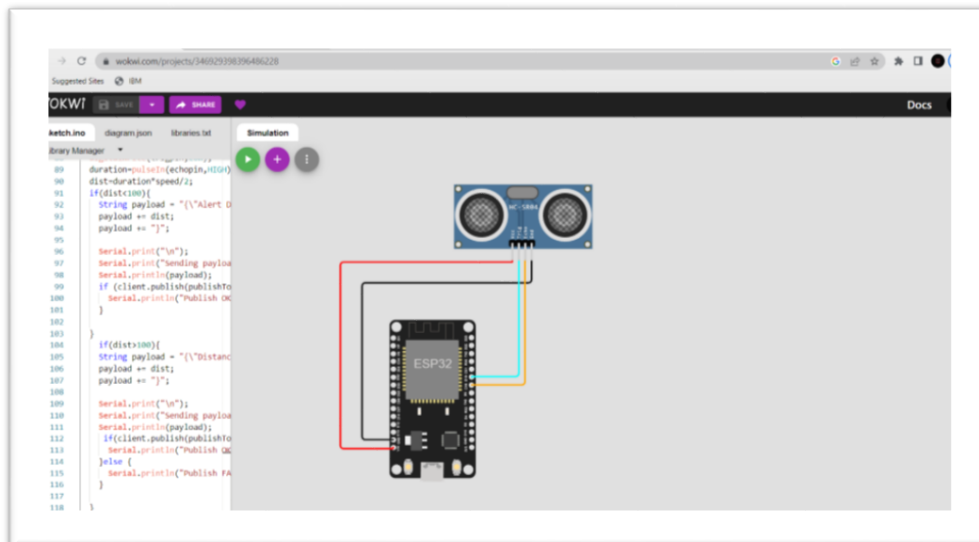 wokwi.com/projects/346929398396486228
Suggested Sites IBM
WOKWi SAVE SHARE Docs
sketch.ino diagram.json libraries.txt Simulation
Library Manager
89 duration=pulseIn(echopin,HIGH)
90 dist=duration*speed/2;
91 if(dist<100){
92 String payload = "{\"Alert D
93 payload += dist;
94 payload += "}";
95
96 Serial.print("\n");
97 Serial.print("Sending payloa
98 Serial.println(payload);
99 if (client.publish(publishTo
100 Serial.println("Publish OK
101 }
102
103 }
104 if(dist>100){
105 String payload = "{\"Distanc
106 payload += dist;
107 payload += "}";
108
109 Serial.print("\n");
110 Serial.print("Sending payloa
111 Serial.println(payload);
112 if(client.publish(publishTo
113 Serial.println("Publish OK
114 }else {
115 Serial.println("Publish FA
116 }
117
118 }
HC-SR04
ESP32